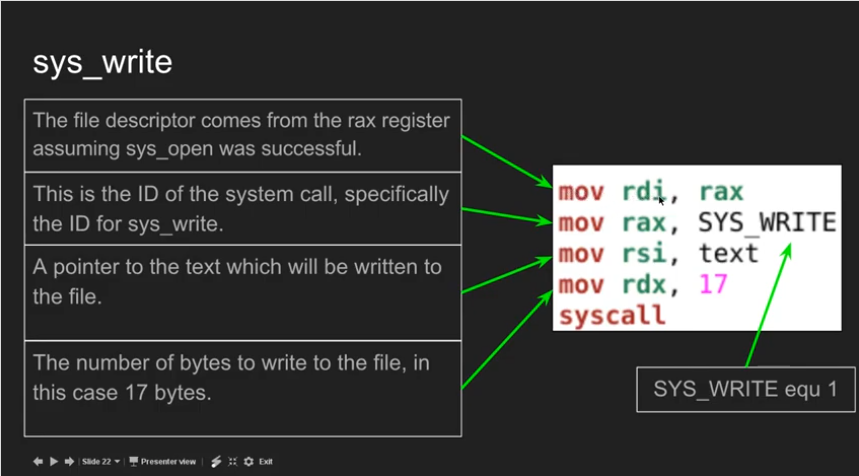 sys_write
The file descriptor comes from the rax register
assuming sys_open was successful.
This is the ID of the system call, specifically
the ID for sys_write.
A pointer to the text which will be written to
the file.
The number of bytes to write to the file, in
this case 17 bytes.
mov rdi, rax
mov rax, SYS_WRITE
mov rsi, text
mov rdx, 17
syscall
SYS_WRITE equ 1
Slide 22
Presenter view
Exit